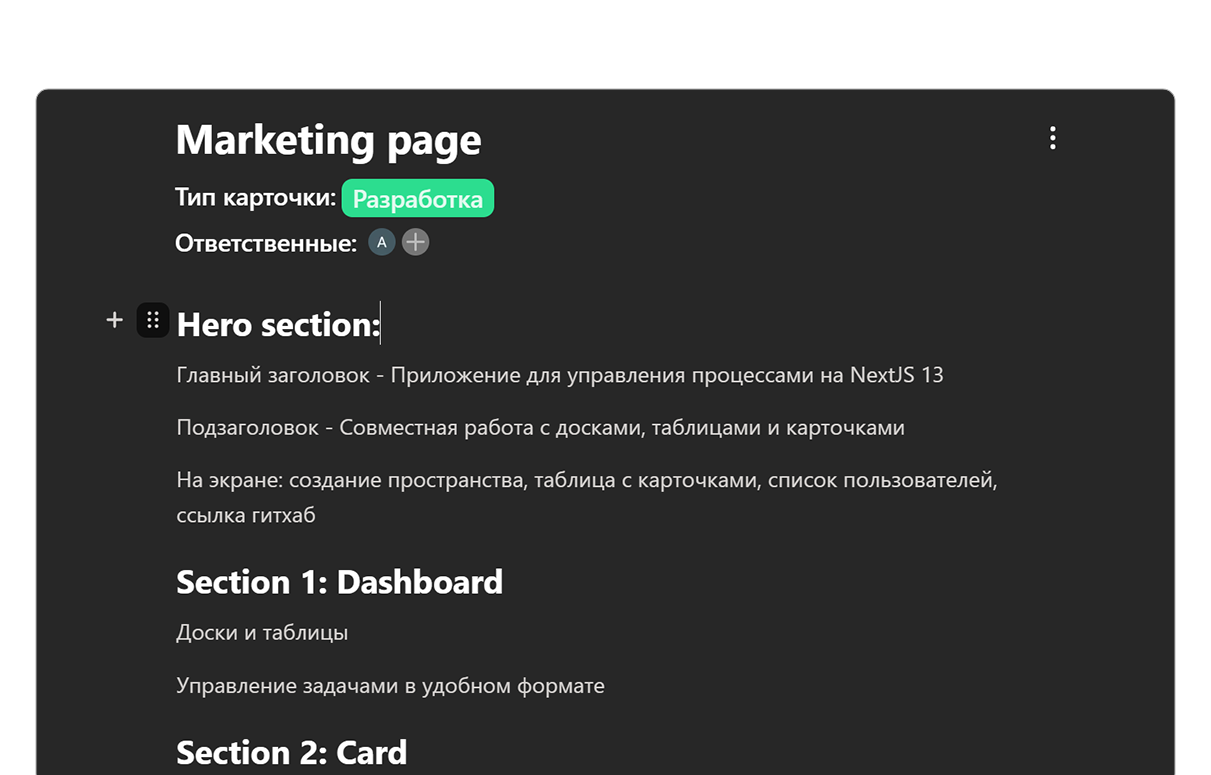 Marketing page
Тип карточки: Разработка
Ответственные: A
Hero section:
Главный заголовок - Приложение для управления процессами на NextJS 13
Подзаголовок - Совместная работа с досками, таблицами и карточками
На экране: создание пространства, таблица с карточками, список пользователей,
ссылка гитхаб
Section 1: Dashboard
Доски и таблицы
Управление задачами в удобном формате
Section 2: Card